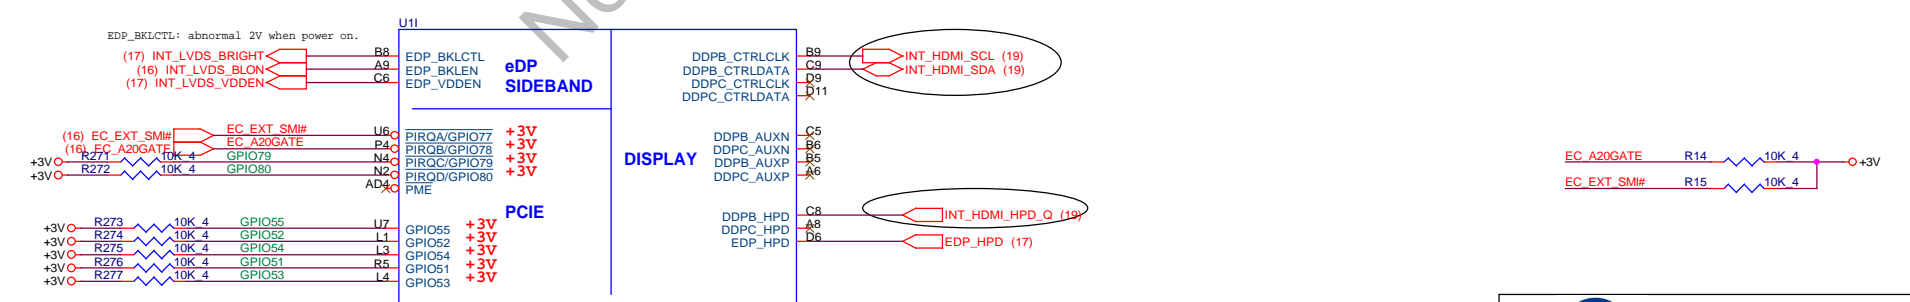 U1I
EDP_BKLCTL: abnormal 2V when power on.
(17) INT_LVDS_BRIGHT B8 EDP_BKLCTL
(16) INT_LVDS_BLON A9 EDP_BKLEN
(17) INT_LVDS_VDDEN C6 EDP_VDDEN
eDP
SIDEBAND
DDPB_CTRLCLK B9 INT_HDMI_SCL (19)
DDPB_CTRLDATA C9 INT_HDMI_SDA (19)
DDPC_CTRLCLK D9
DDPC_CTRLDATA D11
(16) EC_EXT_SMI# EC_EXT_SMI# U6 PIRQA/GPIO77 +3V
(16) EC_A20GATE EC_A20GATE P4 PIRQB/GPIO78 +3V
+3V R271 10K_4 GPIO79 N4 PIRQC/GPIO79 +3V
+3V R272 10K_4 GPIO80 N2 PIRQD/GPIO80 +3V
AD4 PME
DISPLAY
DDPB_AUXN C5
DDPC_AUXN B6
DDPB_AUXP B5
DDPC_AUXP A6
PCIE
+3V R273 10K_4 GPIO55 U7 GPIO55 +3V
+3V R274 10K_4 GPIO52 L1 GPIO52 +3V
+3V R275 10K_4 GPIO54 L3 GPIO54 +3V
+3V R276 10K_4 GPIO51 R5 GPIO51 +3V
+3V R277 10K_4 GPIO53 L4 GPIO53 +3V
DDPB_HPD C8 INT_HDMI_HPD_Q (19)
DDPC_HPD A8
EDP_HPD D6 EDP_HPD (17)
EC_A20GATE R14 10K_4 +3V
EC_EXT_SMI# R15 10K_4